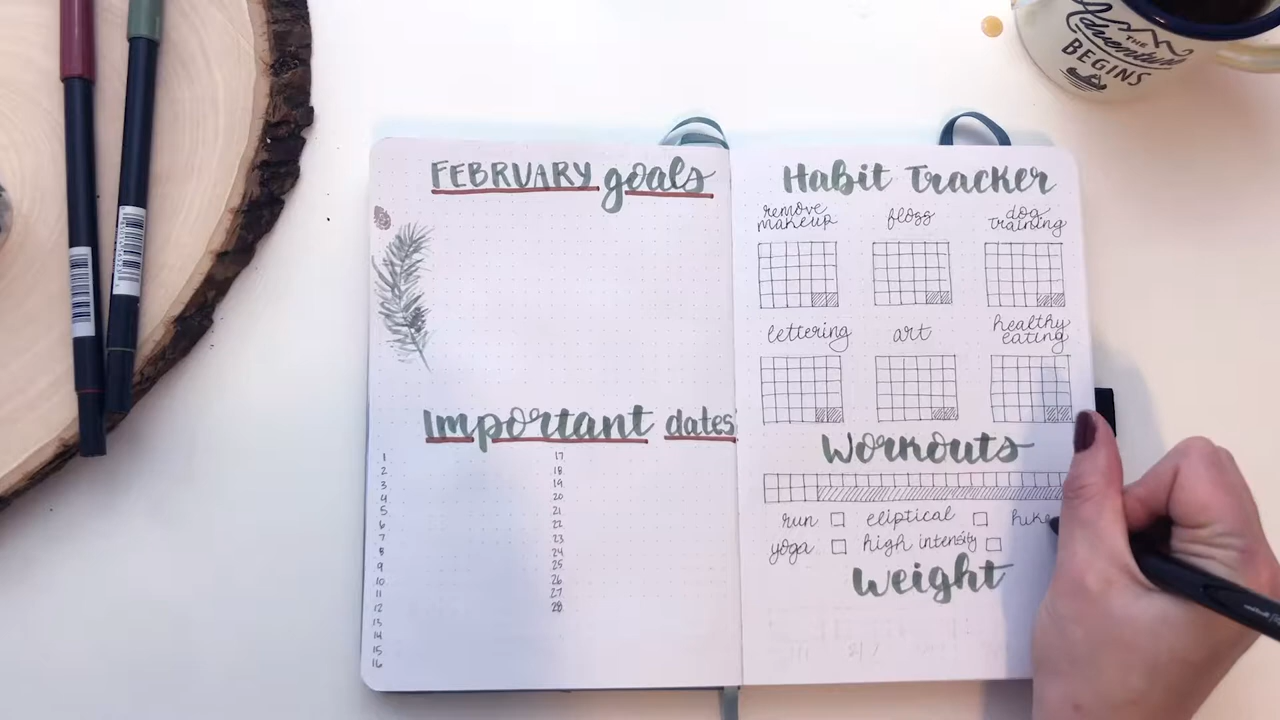 THE
Adventure
BEGINS
FEBRUARY goals
Important dates
1
2
3
4
5
6
7
8
9
10
11
12
13
14
15
16
17
18
19
20
21
22
23
24
25
26
27
28
Habit Tracker
remove
makeup
floss
dog
training
lettering
art
healthy
eating
Workouts
run eliptical hike
yoga high intensity
Weight